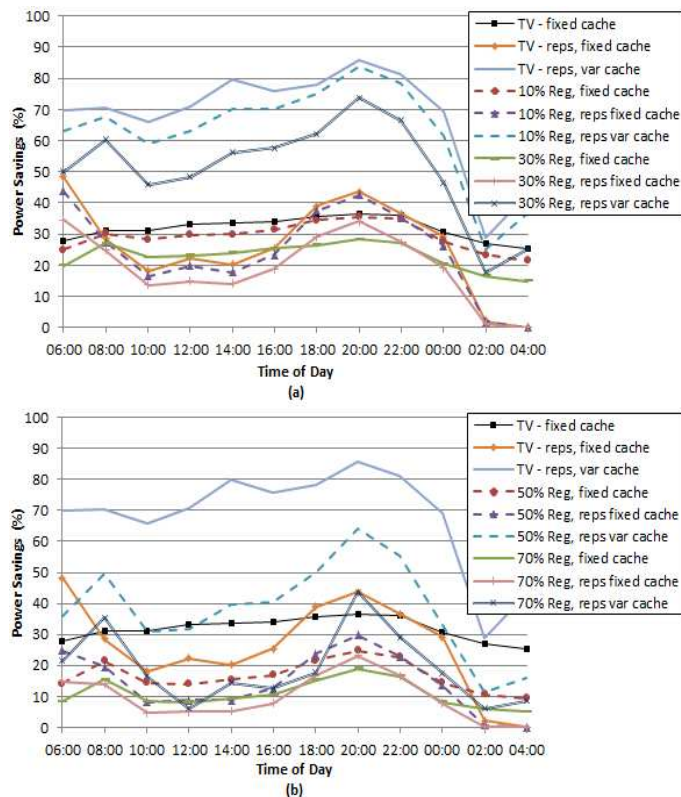 100
90
80
70
60
50
40
30
20
10
0
Power Savings (%)
06:00 08:00 10:00 12:00 14:00 16:00 18:00 20:00 22:00 00:00 02:00 04:00
Time of Day
(a)
TV - fixed cache
TV - reps, fixed cache
TV - reps, var cache
10% Reg, fixed cache
10% Reg, reps fixed cache
10% Reg, reps var cache
30% Reg, fixed cache
30% Reg, reps fixed cache
30% Reg, reps var cache
100
90
80
70
60
50
40
30
20
10
0
Power Savings (%)
06:00 08:00 10:00 12:00 14:00 16:00 18:00 20:00 22:00 00:00 02:00 04:00
Time of Day
(b)
TV - fixed cache
TV - reps, fixed cache
TV - reps, var cache
50% Reg, fixed cache
50% Reg, reps fixed cache
50% Reg, reps var cache
70% Reg, fixed cache
70% Reg, reps fixed cache
70% Reg, reps var cache